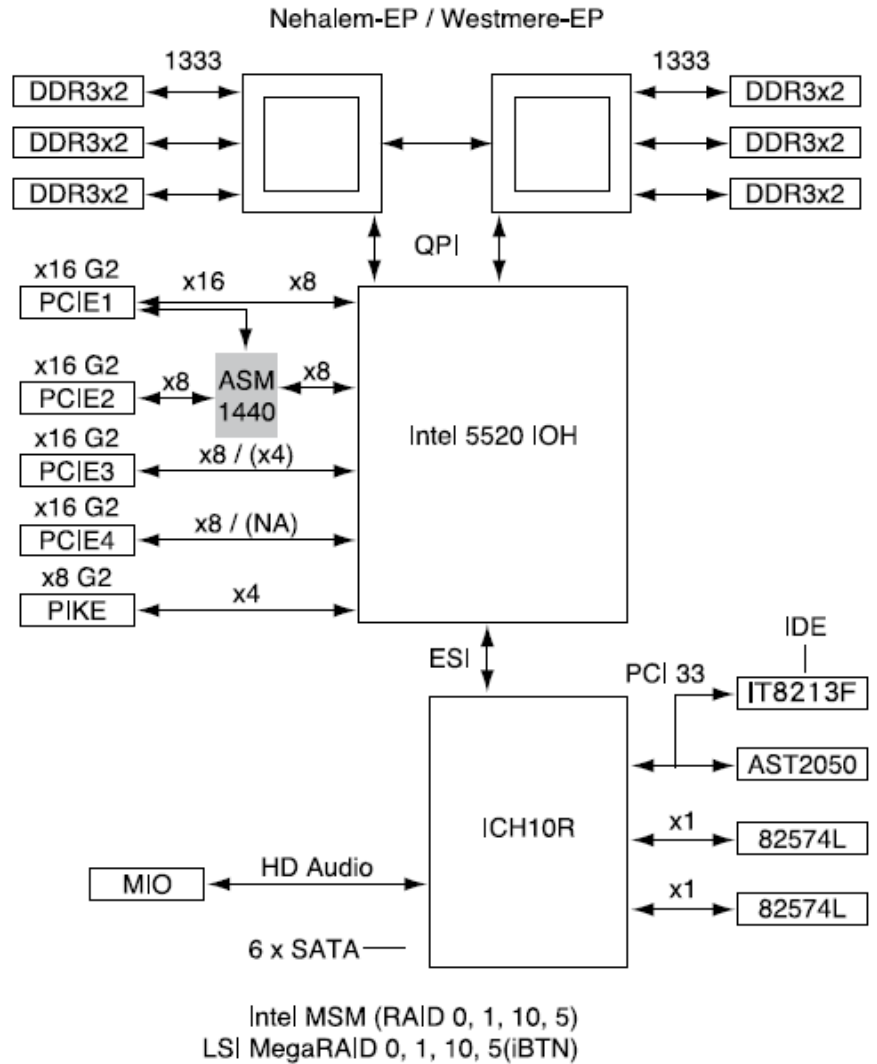 Nehalem-EP / Westmere-EP
1333
1333
DDR3x2
DDR3x2
DDR3x2
DDR3x2
DDR3x2
DDR3x2
QPI
x16 G2
x16
x8
PCIE1
x16 G2
PCIE2
x8
ASM
1440
x8
Intel 5520 IOH
x16 G2
PCIE3
x8 / (x4)
x16 G2
PCIE4
x8 / (NA)
x8 G2
PIKE
x4
ESI
IDE
PCI 33
IT8213F
AST2050
ICH10R
x1
82574L
x1
82574L
MIO
HD Audio
6 x SATA
Intel MSM (RAID 0, 1, 10, 5)
LSI MegaRAID 0, 1, 10, 5(iBTN)